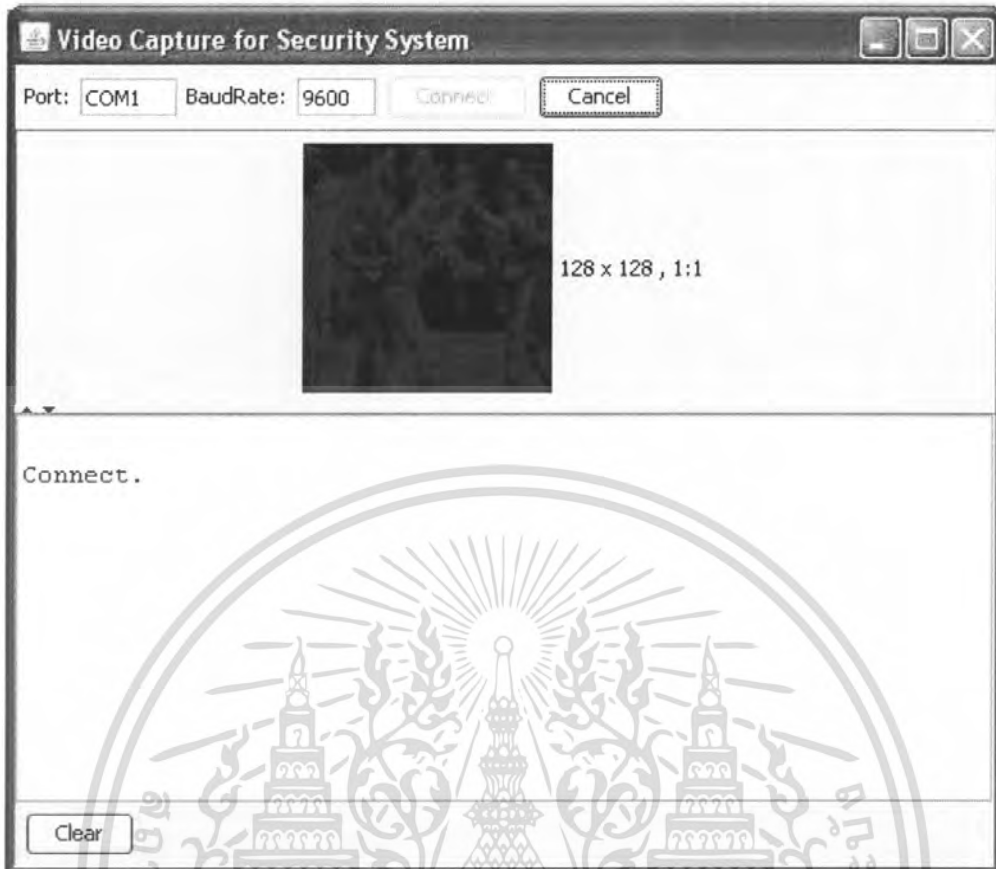 Video Capture for Security System
Port: COM1 BaudRate: 9600 Connect Cancel
128 x 128 , 1:1
Connect.
Clear